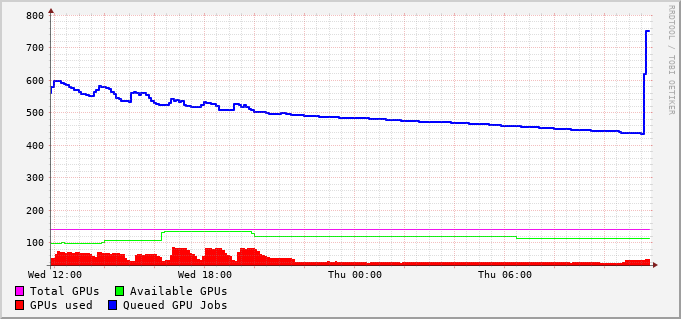 800
700
600
500
400
300
200
100
Wed 12:00 Wed 18:00 Thu 00:00 Thu 06:00
Total GPUs Available GPUs
GPUs used Queued GPU Jobs
RRDTOOL / TOBI OETIKER